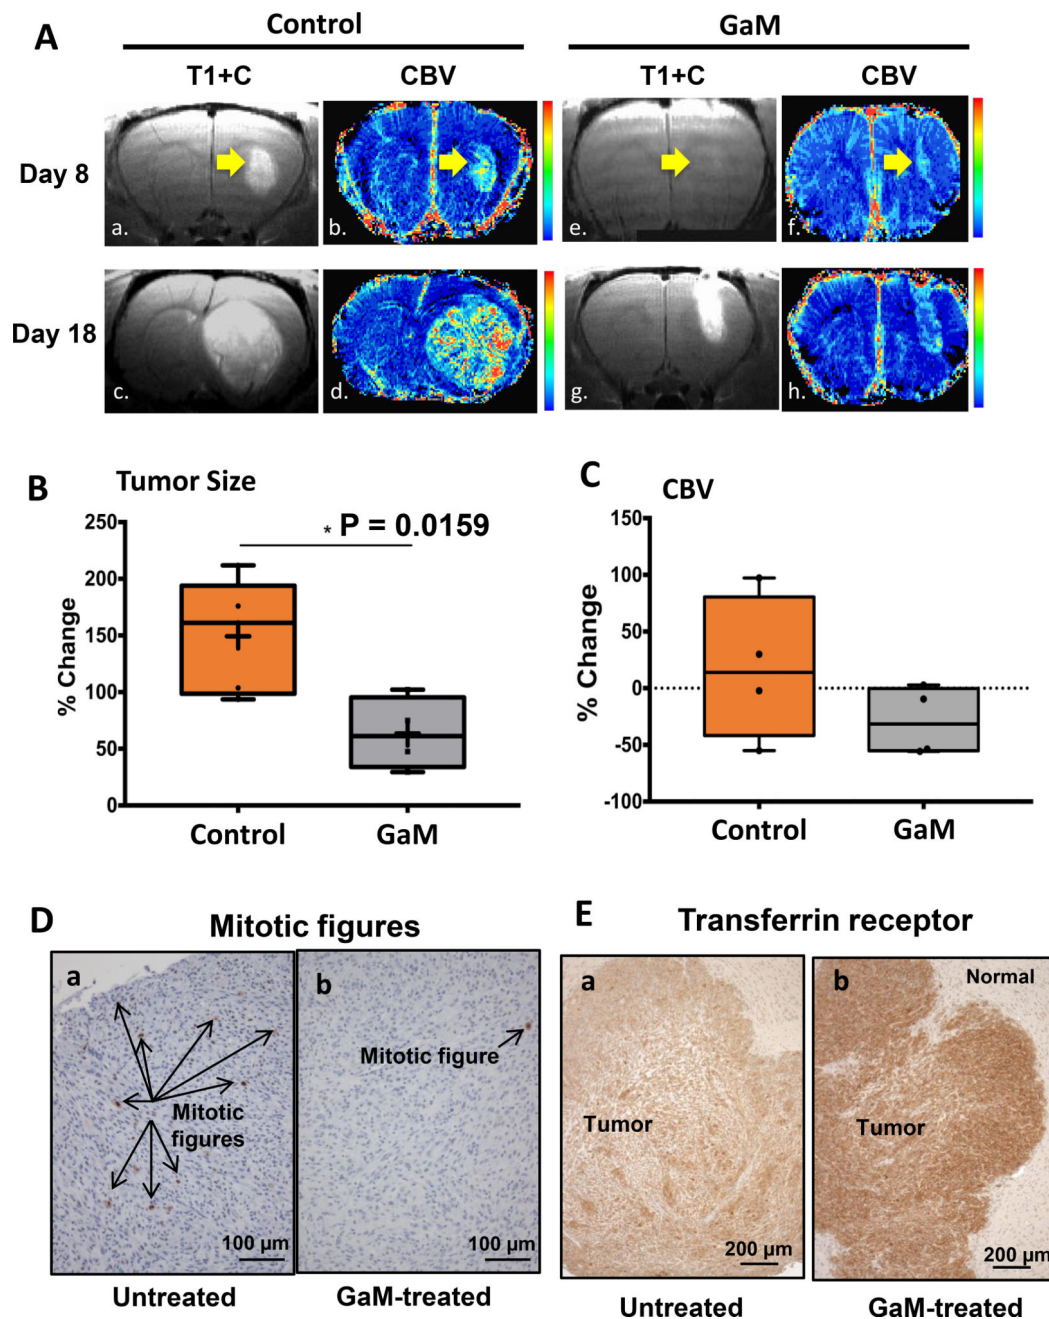 A
Control
GaM
T1+C
CBV
T1+C
CBV
Day 8
a.
b.
e.
f.
Day 18
c.
d.
g.
h.
B
Tumor Size
* P = 0.0159
% Change
250
200
150
100
50
0
Control
GaM
C
CBV
% Change
150
100
50
0
-50
-100
Control
GaM
D
Mitotic figures
a
Mitotic
figures
100 µm
b
Mitotic figure
100 µm
Untreated
GaM-treated
E
Transferrin receptor
a
Tumor
200 µm
b
Normal
Tumor
200 µm
Untreated
GaM-treated